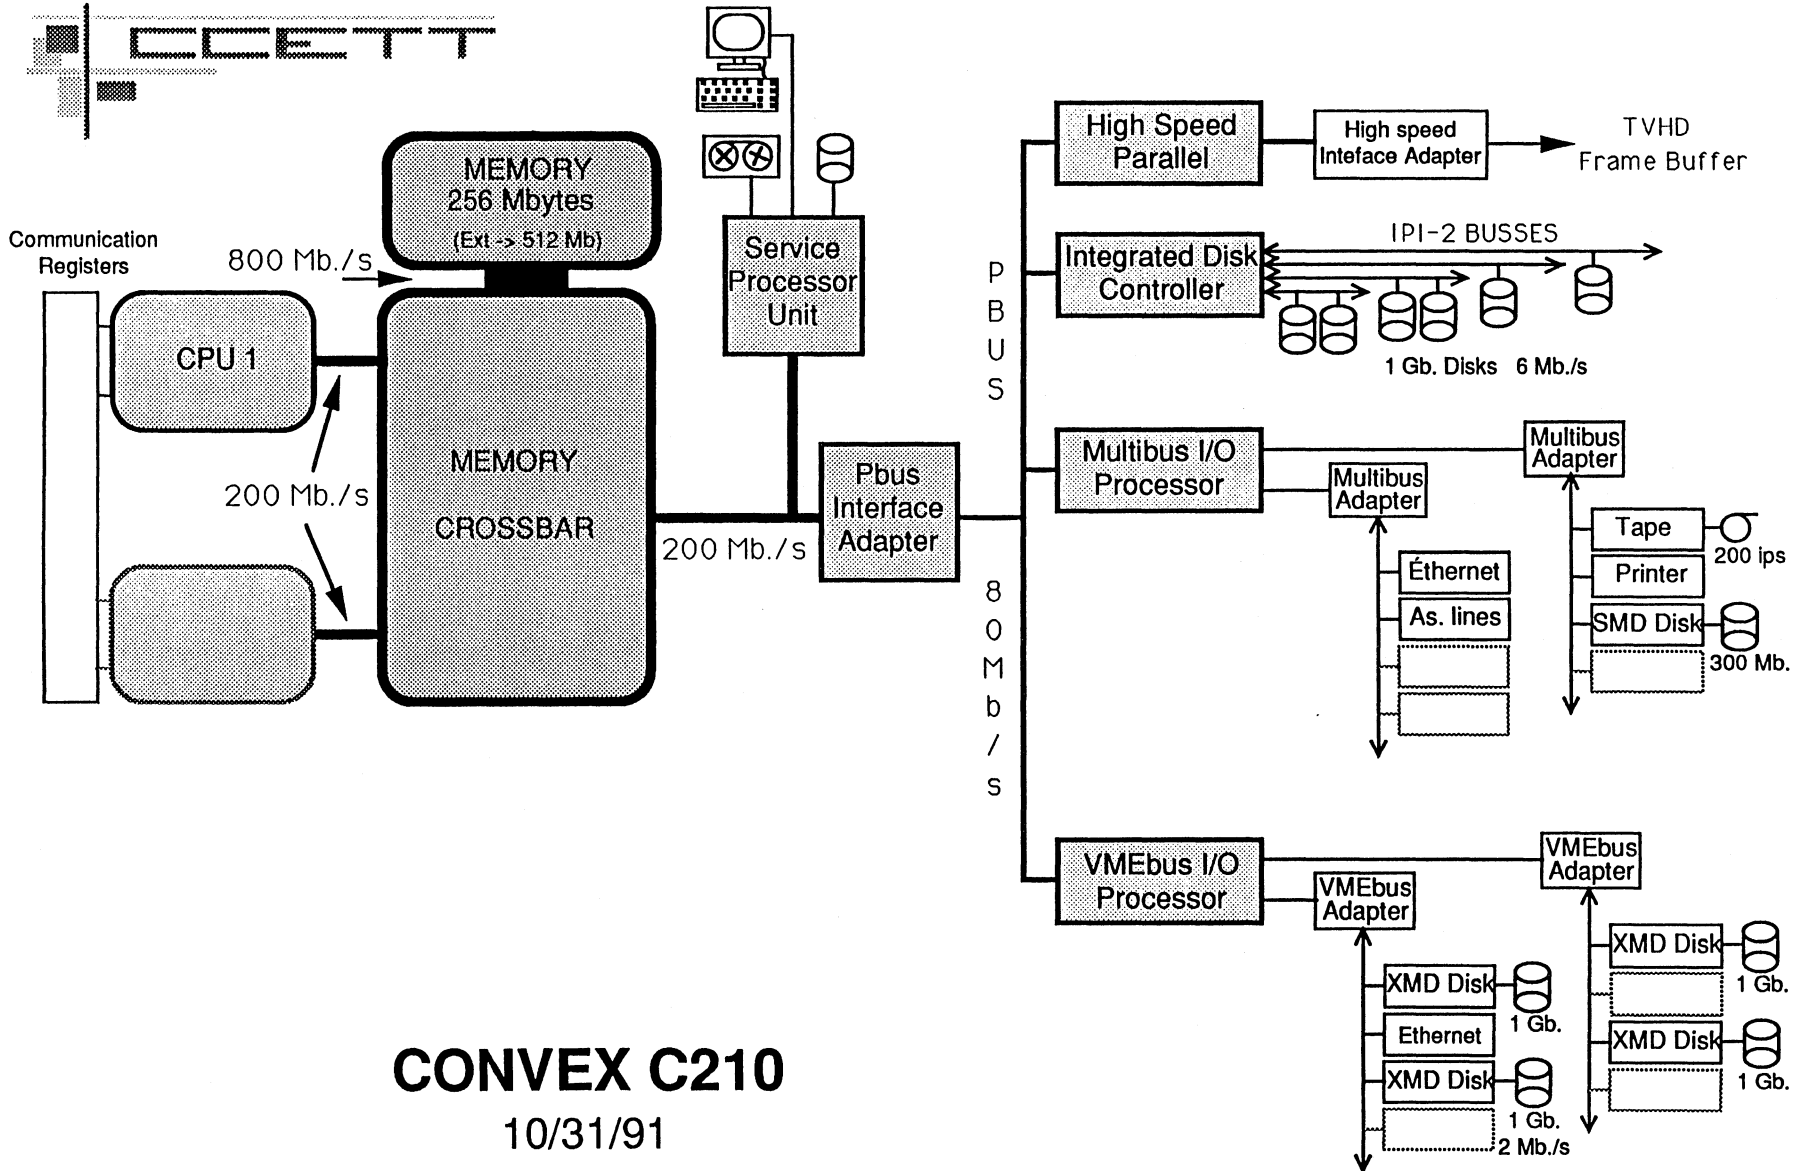 CCETT
MEMORY
256 Mbytes
(Ext -> 512 Mb)
Communication
Registers
800 Mb./s
CPU 1
200 Mb./s
MEMORY
CROSSBAR
Service
Processor
Unit
200 Mb./s
Pbus
Interface
Adapter
PBUS
80Mb/s
High Speed
Parallel
High speed
Inteface Adapter
TVHD
Frame Buffer
Integrated Disk
Controller
IPI-2 BUSSES
1 Gb. Disks 6 Mb./s
Multibus I/O
Processor
Multibus
Adapter
Éthernet
As. lines
Multibus
Adapter
Tape
200 ips
Printer
SMD Disk
300 Mb.
VMEbus I/O
Processor
VMEbus
Adapter
XMD Disk
1 Gb.
Ethernet
XMD Disk
1 Gb.
2 Mb./s
VMEbus
Adapter
XMD Disk
1 Gb.
XMD Disk
1 Gb.
CONVEX C210
10/31/91